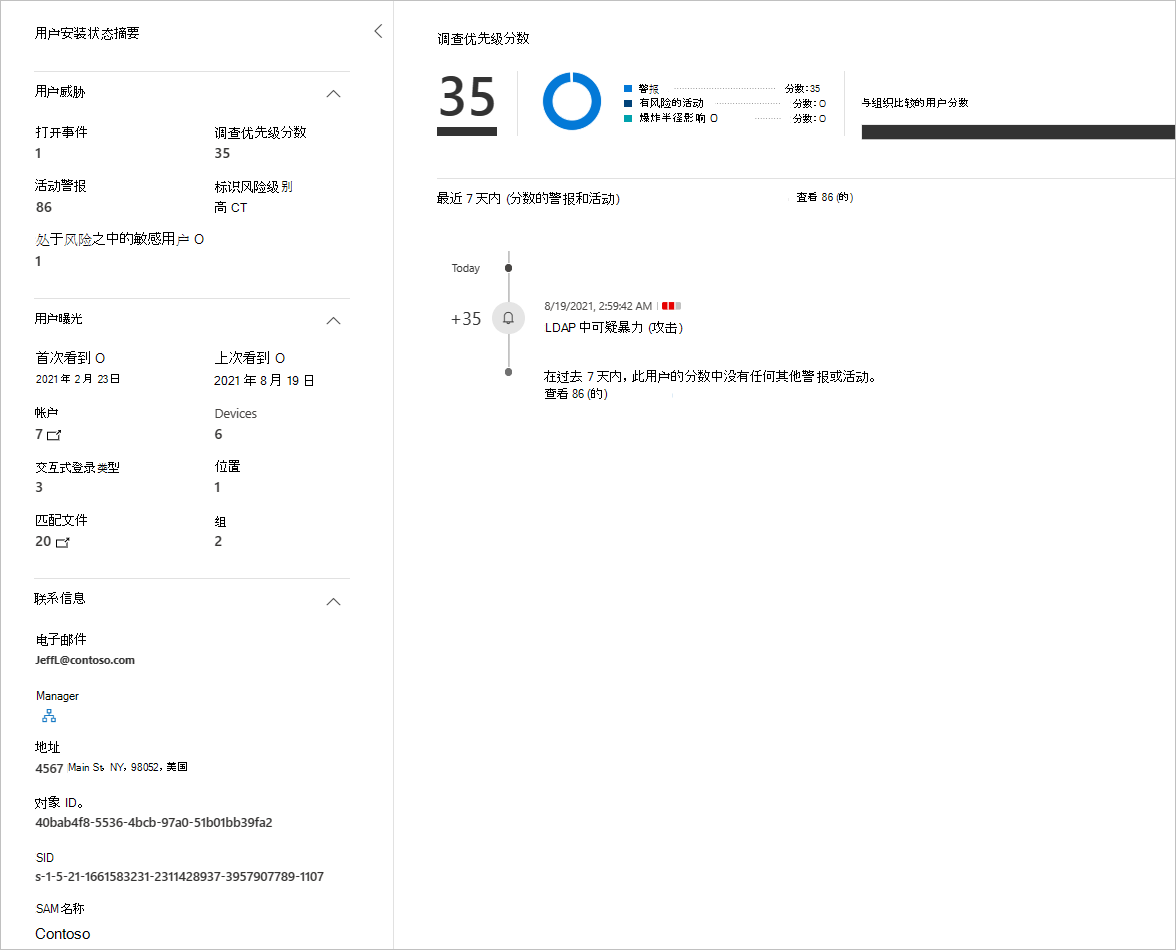 用户安装状态摘要
用户威胁
打开事件
1
调查优先级分数
35
活动警报
86
标识风险级别
高 CT
处于风险之中的敏感用户 O
1
用户曝光
首次看到 O
2021 年 2 月 23日
上次看到 O
2021 年 8 月 19 日
帐户
7
Devices
6
交互式登录类型
3
位置
1
匹配文件
20
组
2
联系信息
电子邮件
JeffL@contoso.com
Manager
地址
4567 Main St، NY，98052，美国
对象 ID。
40bab4f8-5536-4bcb-97a0-51b01bb39fa2
SID
s-1-5-21-1661583231-2311428937-3957907789-1107
SAM 名称
Contoso
调查优先级分数
35
警报 分数：35
有风险的活动 分数：O
爆炸半径影响 O 分数：O
与组织比较的用户分数
最近 7 天内 (分数的警报和活动)
查看 86 (的)
Today
+35
8/19/2021, 2:59:42 AM
LDAP 中可疑暴力 (攻击)
在过去 7 天内，此用户的分数中没有任何其他警报或活动。
查看 86 (的)